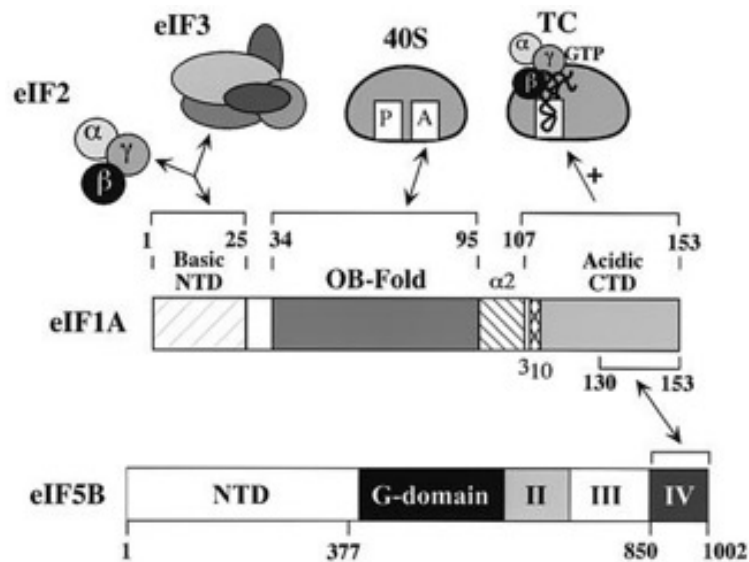 eIF3
40S
TC
eIF2
α
γ
β
P A
α
γ GTP
β
+
1 25 34 95 107 153
Basic
NTD
OB-Fold
α2
Acidic
CTD
eIF1A
3₁₀
130 153
eIF5B NTD G-domain II III IV
1 377 850 1002